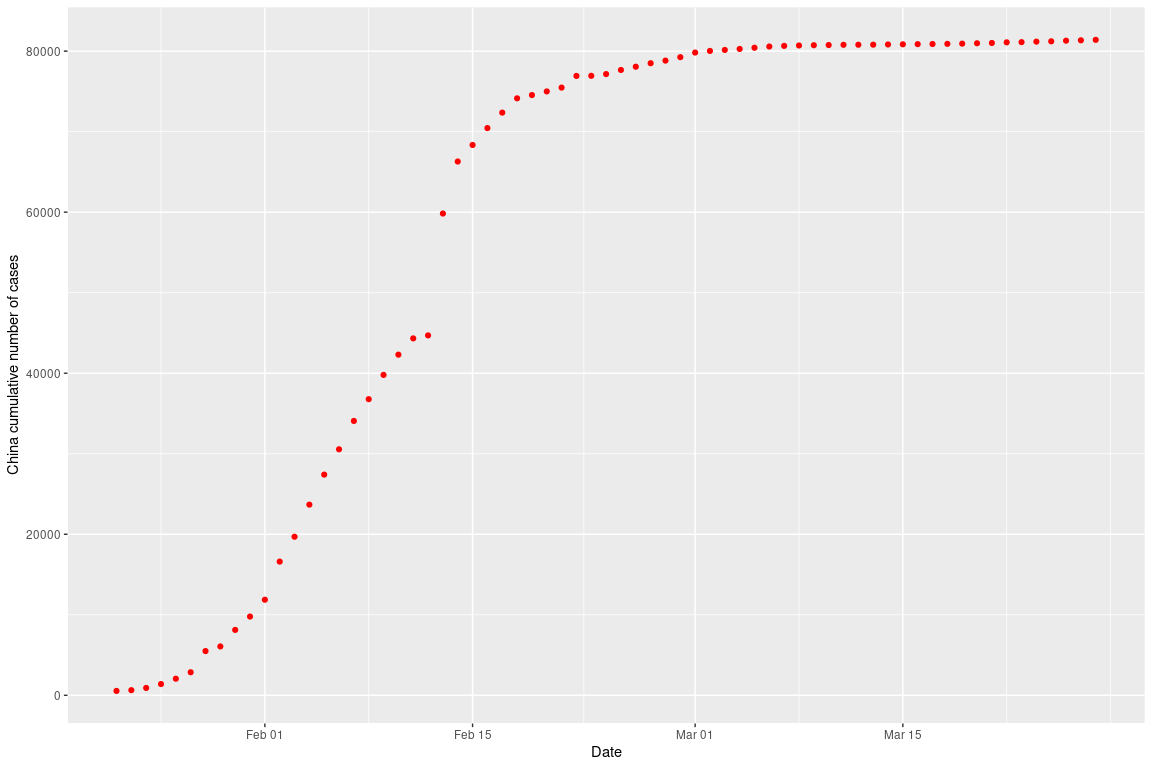 China cumulative number of cases
80000
60000
40000
20000
0
Feb 01 Feb 15 Mar 01 Mar 15
Date